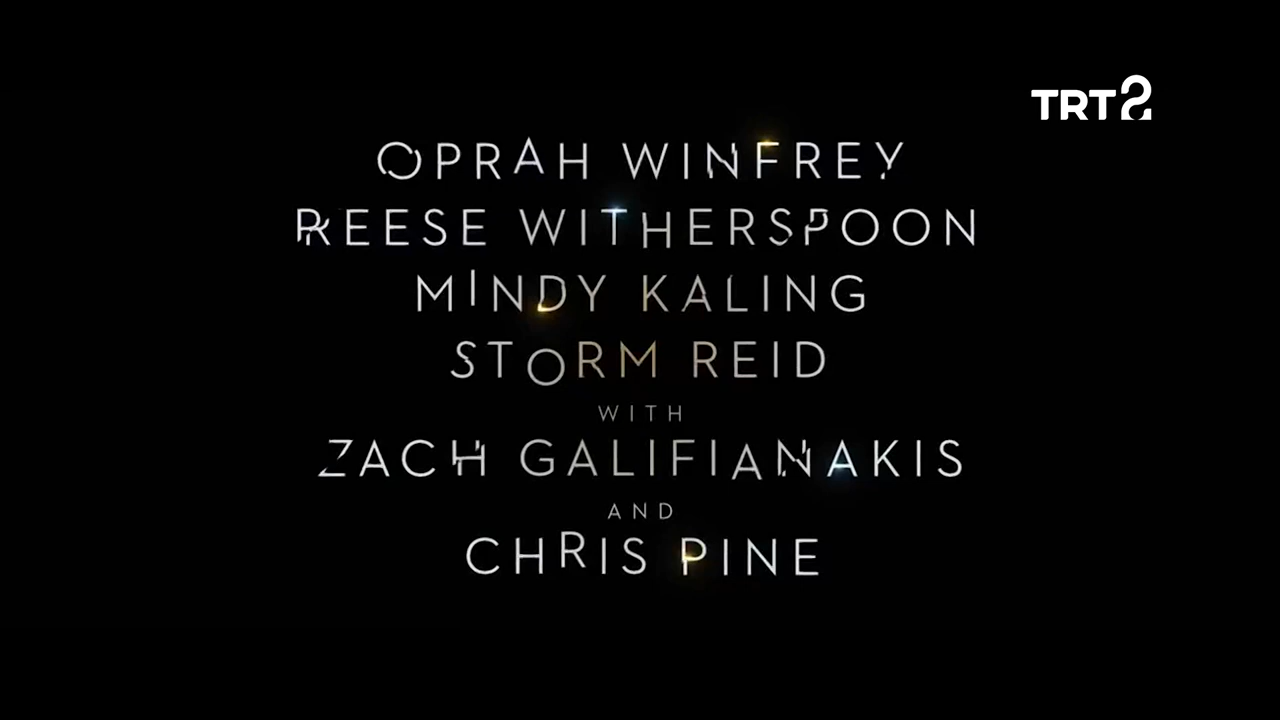 TRT2
OPRAH WINFREY
REESE WITHERSPOON
MINDY KALING
STORM REID
WITH
ZACH GALIFIANAKIS
AND
CHRIS PINE